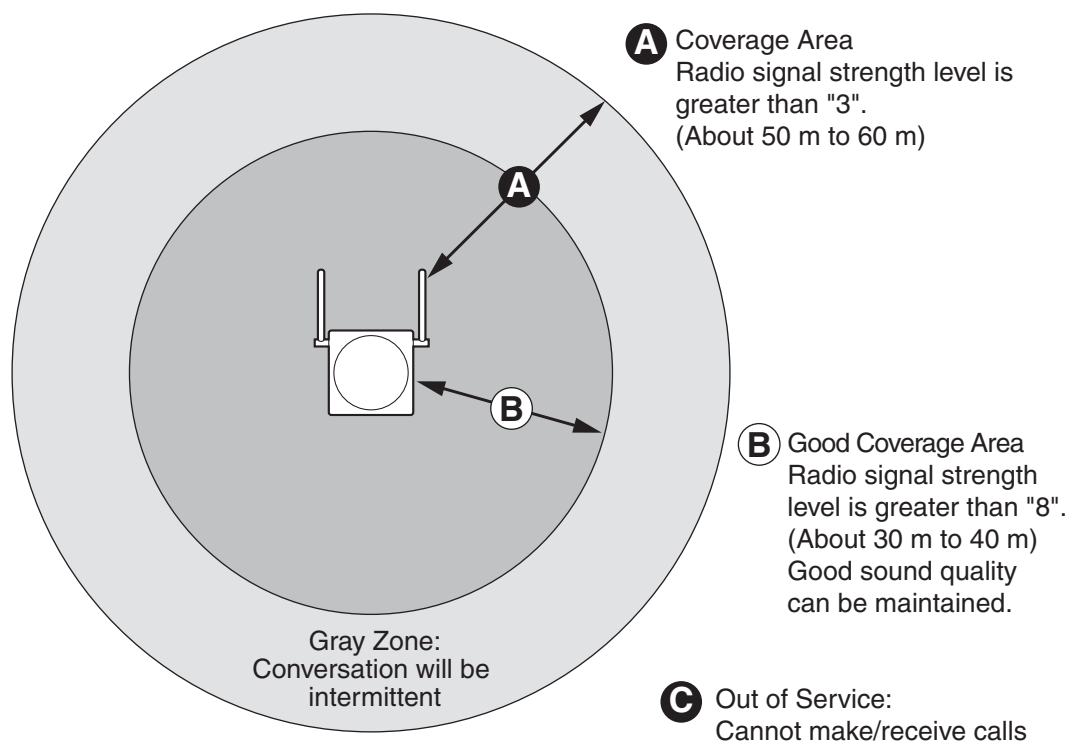 A Coverage Area
Radio signal strength level is
greater than "3".
(About 50 m to 60 m)
A
B
B Good Coverage Area
Radio signal strength
level is greater than "8".
(About 30 m to 40 m)
Good sound quality
can be maintained.
Gray Zone:
Conversation will be
intermittent
C Out of Service:
Cannot make/receive calls